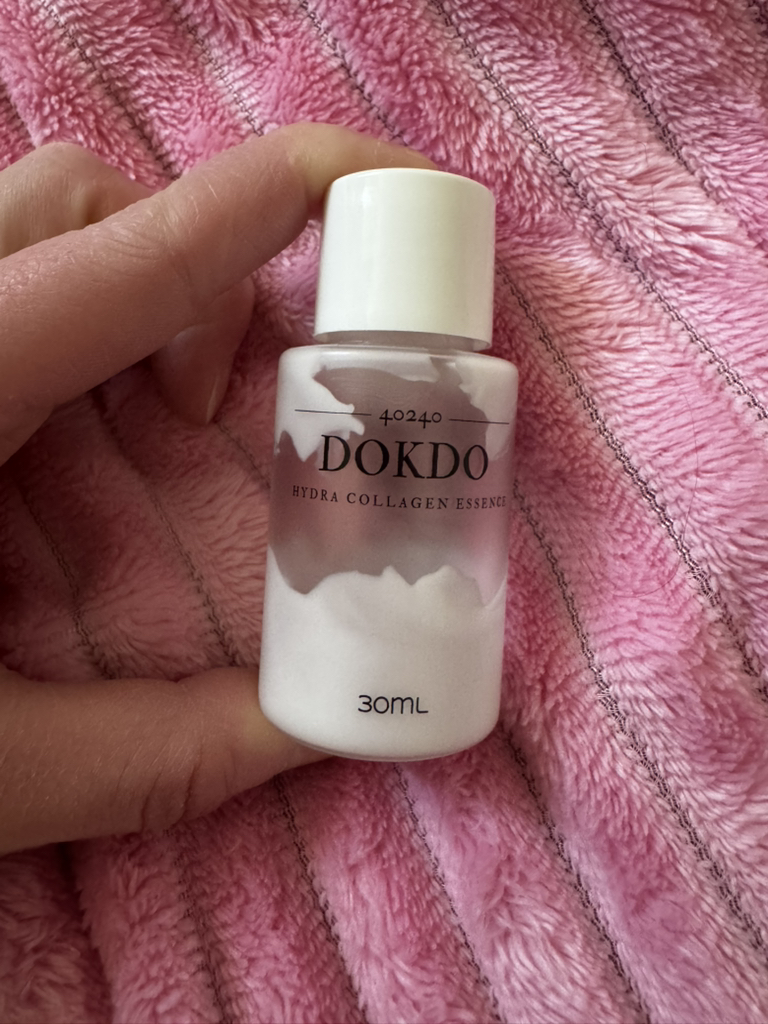 40240
DOKDO
HYDRA COLLAGEN ESSENCE
30ML